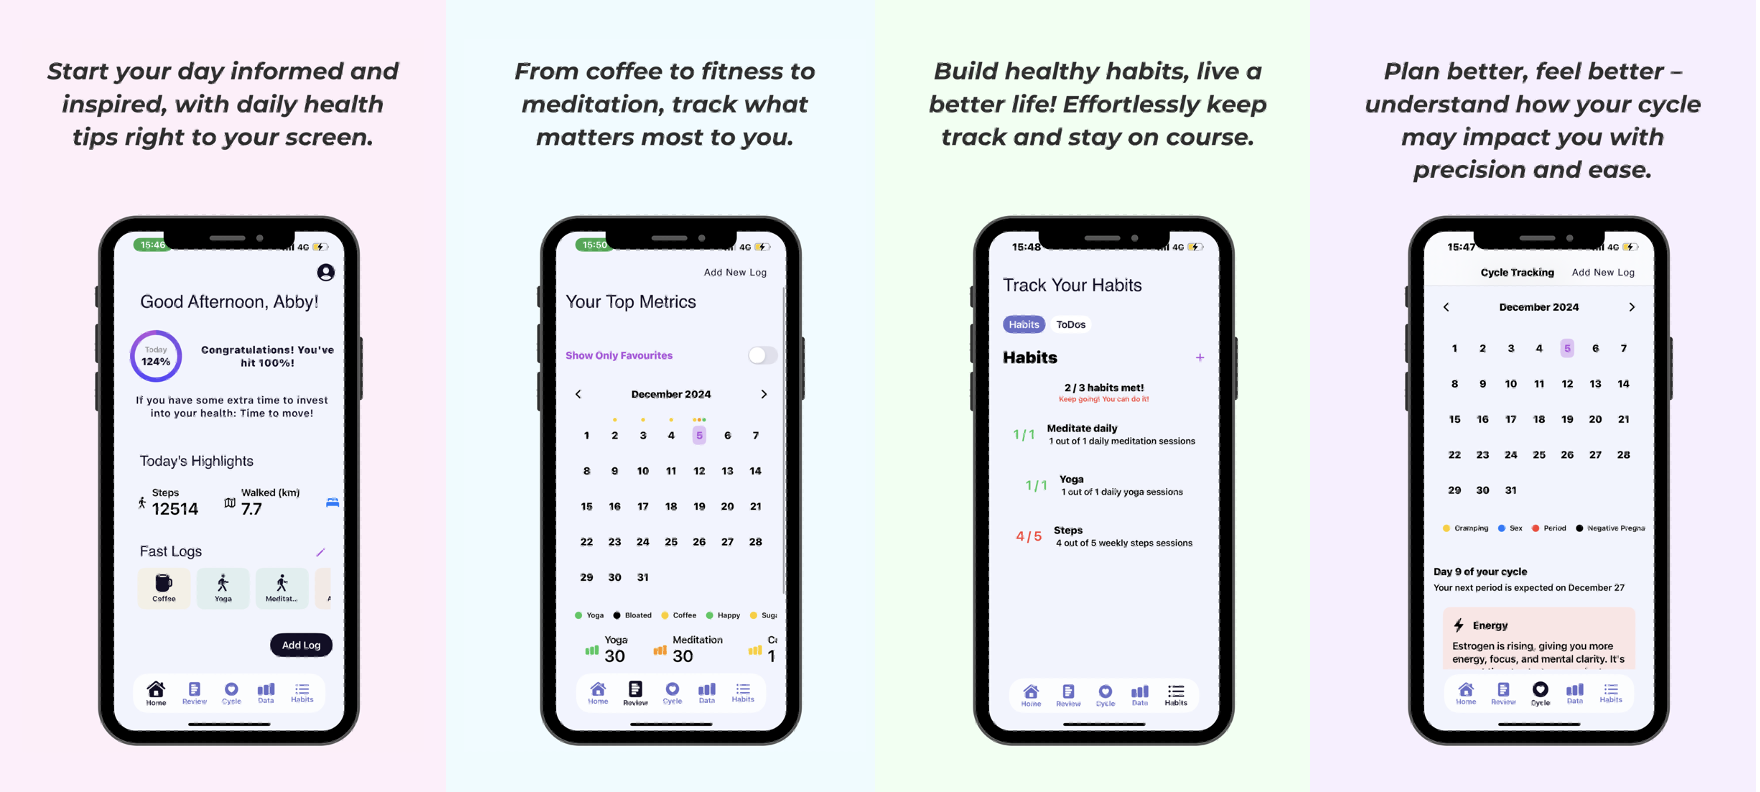 Start your day informed and
inspired, with daily health
tips right to your screen.
15:46
4G
Good Afternoon, Abby!
Today
124%
Congratulations! You've
hit 100%!
If you have some extra time to invest
into your health: Time to move!
Today's Highlights
Steps
12514
Walked (km)
7.7
Fast Logs
Coffee
Yoga
Meditat...
Add Log
Home Review Cycle Data Habits
From coffee to fitness to
meditation, track what
matters most to you.
15:50
4G
Add New Log
Your Top Metrics
Show Only Favourites
December 2024
1 2 3 4 5 6 7
8 9 10 11 12 13 14
15 16 17 18 19 20 21
22 23 24 25 26 27 28
29 30 31
Yoga Bloated Coffee Happy Suga
Yoga
30
Meditation
30
1
Home Review Cycle Data Habits
Build healthy habits, live a
better life! Effortlessly keep
track and stay on course.
15:48
4G
Track Your Habits
Habits ToDos
Habits
+
2 / 3 habits met!
Keep going! You can do it!
1 / 1
Meditate daily
1 out of 1 daily meditation sessions
1 / 1
Yoga
1 out of 1 daily yoga sessions
4 / 5
Steps
4 out of 5 weekly steps sessions
Home Review Cycle Data Habits
Plan better, feel better –
understand how your cycle
may impact you with
precision and ease.
15:47
4G
Cycle Tracking
Add New Log
December 2024
1 2 3 4 5 6 7
8 9 10 11 12 13 14
15 16 17 18 19 20 21
22 23 24 25 26 27 28
29 30 31
Cramping Sex Period Negative Pregna
Day 9 of your cycle
Your next period is expected on December 27
Energy
Estrogen is rising, giving you more
energy, focus, and mental clarity. It's
Home Review Cycle Data Habits